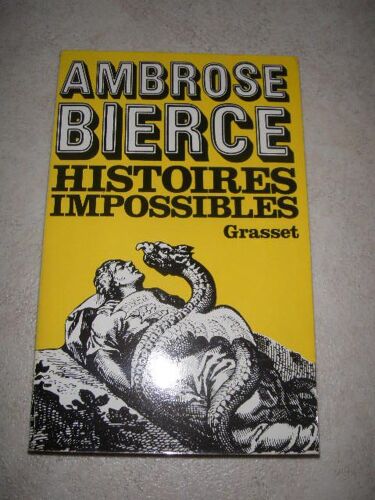 AMBROSE
BIERCE
HISTOIRES
IMPOSSIBLES
Grasset